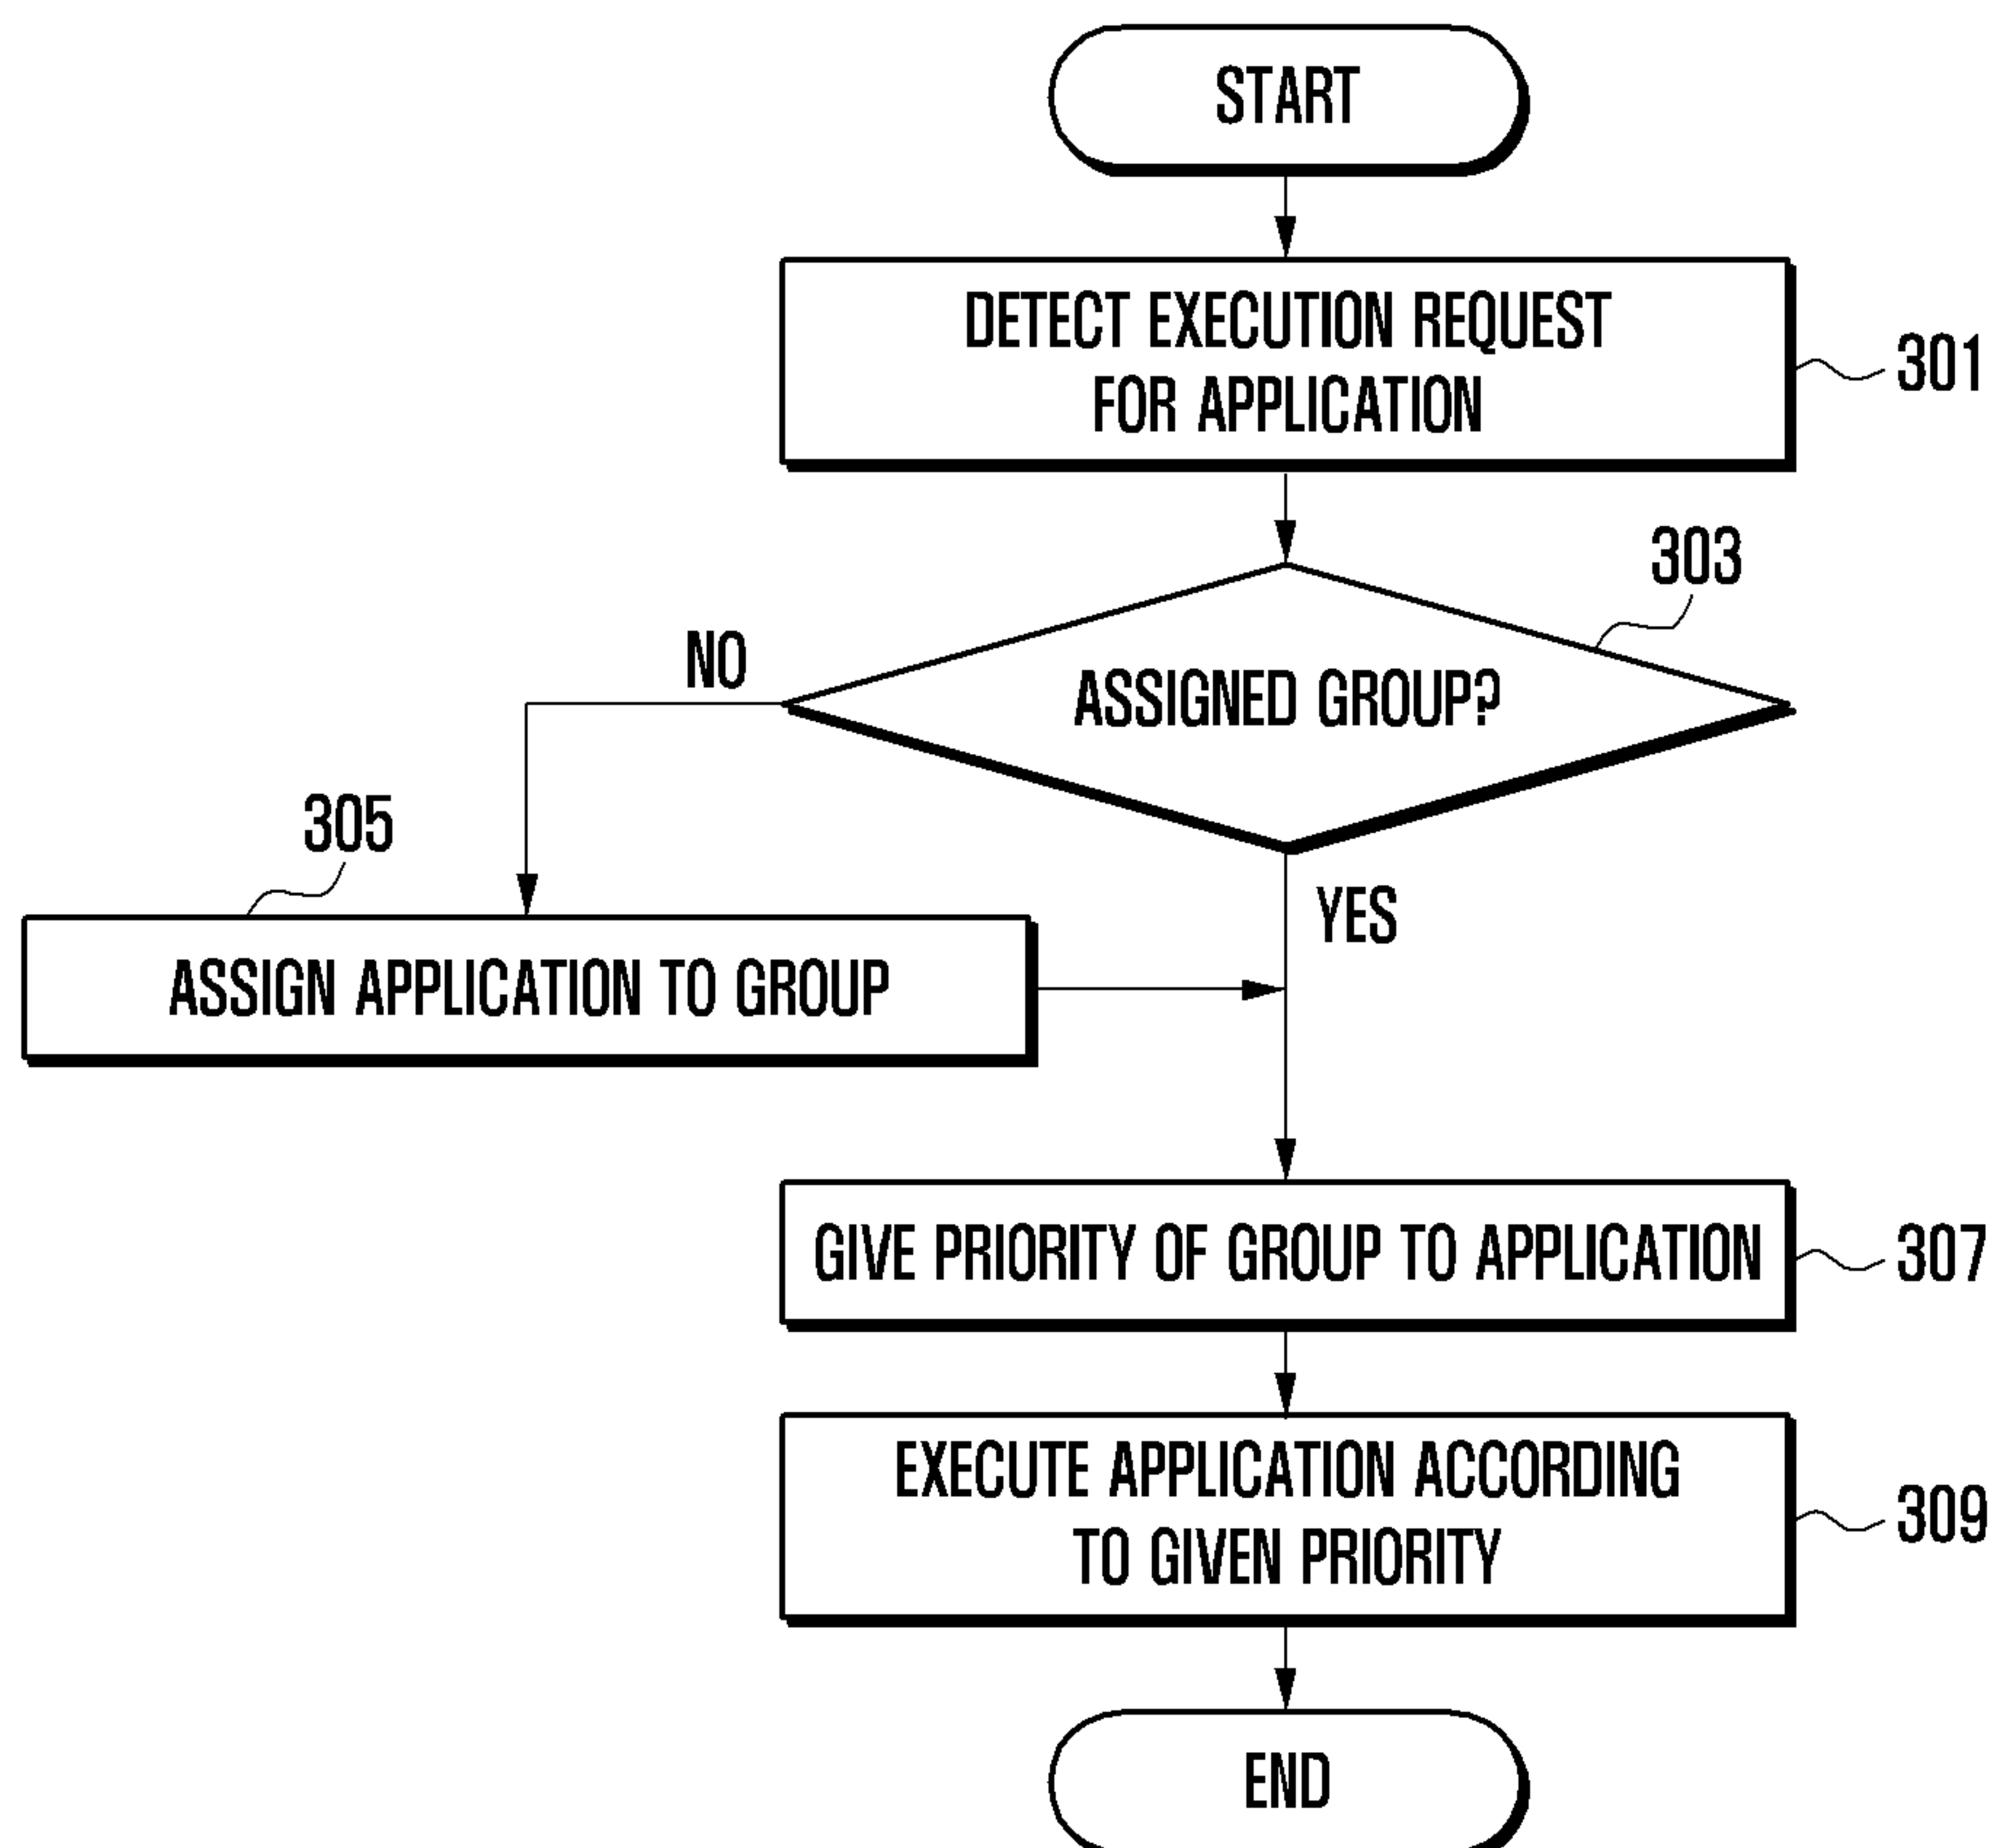 START
DETECT EXECUTION REQUEST
FOR APPLICATION
301
303
NO
ASSIGNED GROUP?
305
YES
ASSIGN APPLICATION TO GROUP
GIVE PRIORITY OF GROUP TO APPLICATION
307
EXECUTE APPLICATION ACCORDING
TO GIVEN PRIORITY
309
END